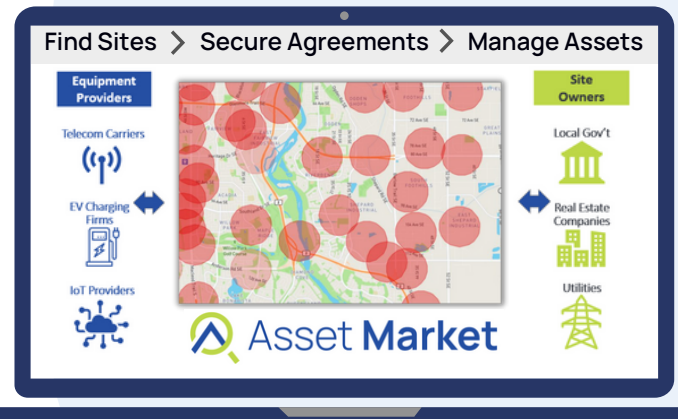 Find Sites > Secure Agreements > Manage Assets
Equipment
Providers
Site
Owners
Telecom Carriers
Local Gov't
EV Charging
Firms
Real Estate
Companies
IoT Providers
Utilities
Asset Market